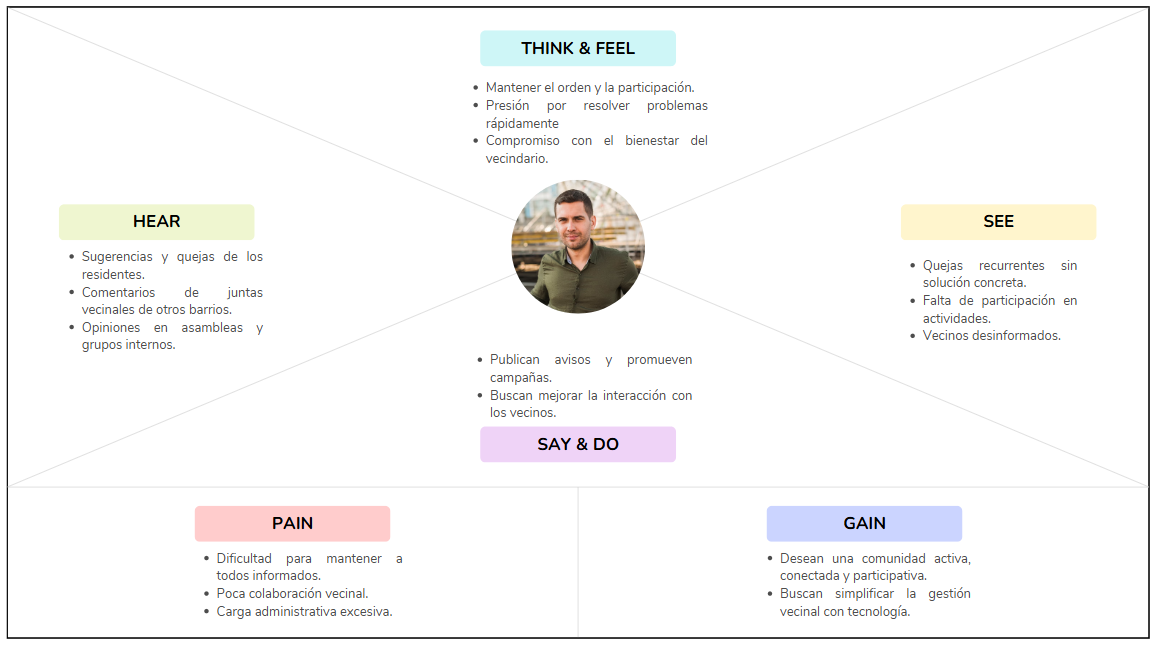 THINK & FEEL
• Mantener el orden y la participación.
• Presión por resolver problemas
rápidamente
• Compromiso con el bienestar del
vecindario.
HEAR
• Sugerencias y quejas de los
residentes.
• Comentarios de juntas
vecinales de otros barrios.
• Opiniones en asambleas y
grupos internos.
SEE
• Quejas recurrentes sin
solución concreta.
• Falta de participación en
actividades.
• Vecinos desinformados.
• Publican avisos y promueven
campañas.
• Buscan mejorar la interacción con
los vecinos.
SAY & DO
PAIN
• Dificultad para mantener a
todos informados.
• Poca colaboración vecinal.
• Carga administrativa excesiva.
GAIN
• Desean una comunidad activa,
conectada y participativa.
• Buscan simplificar la gestión
vecinal con tecnología.